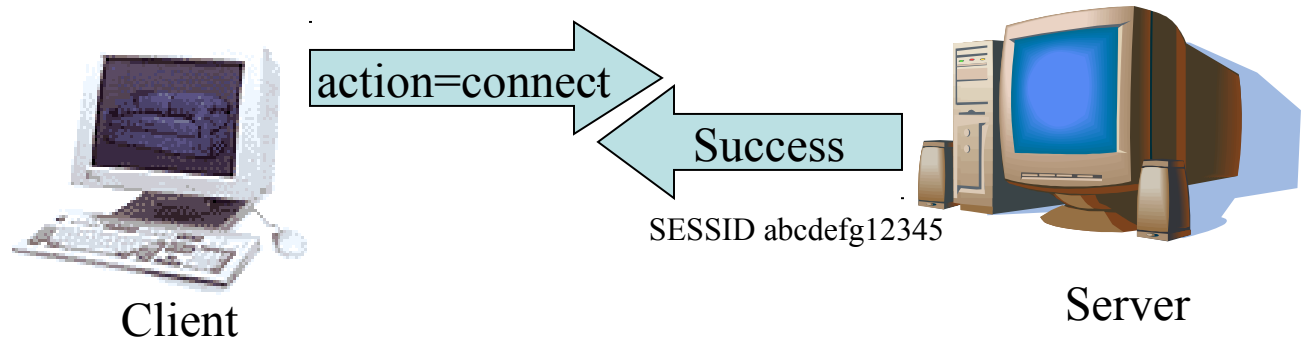 action=connect
Success
SESSID abcdefg12345
Client
Server